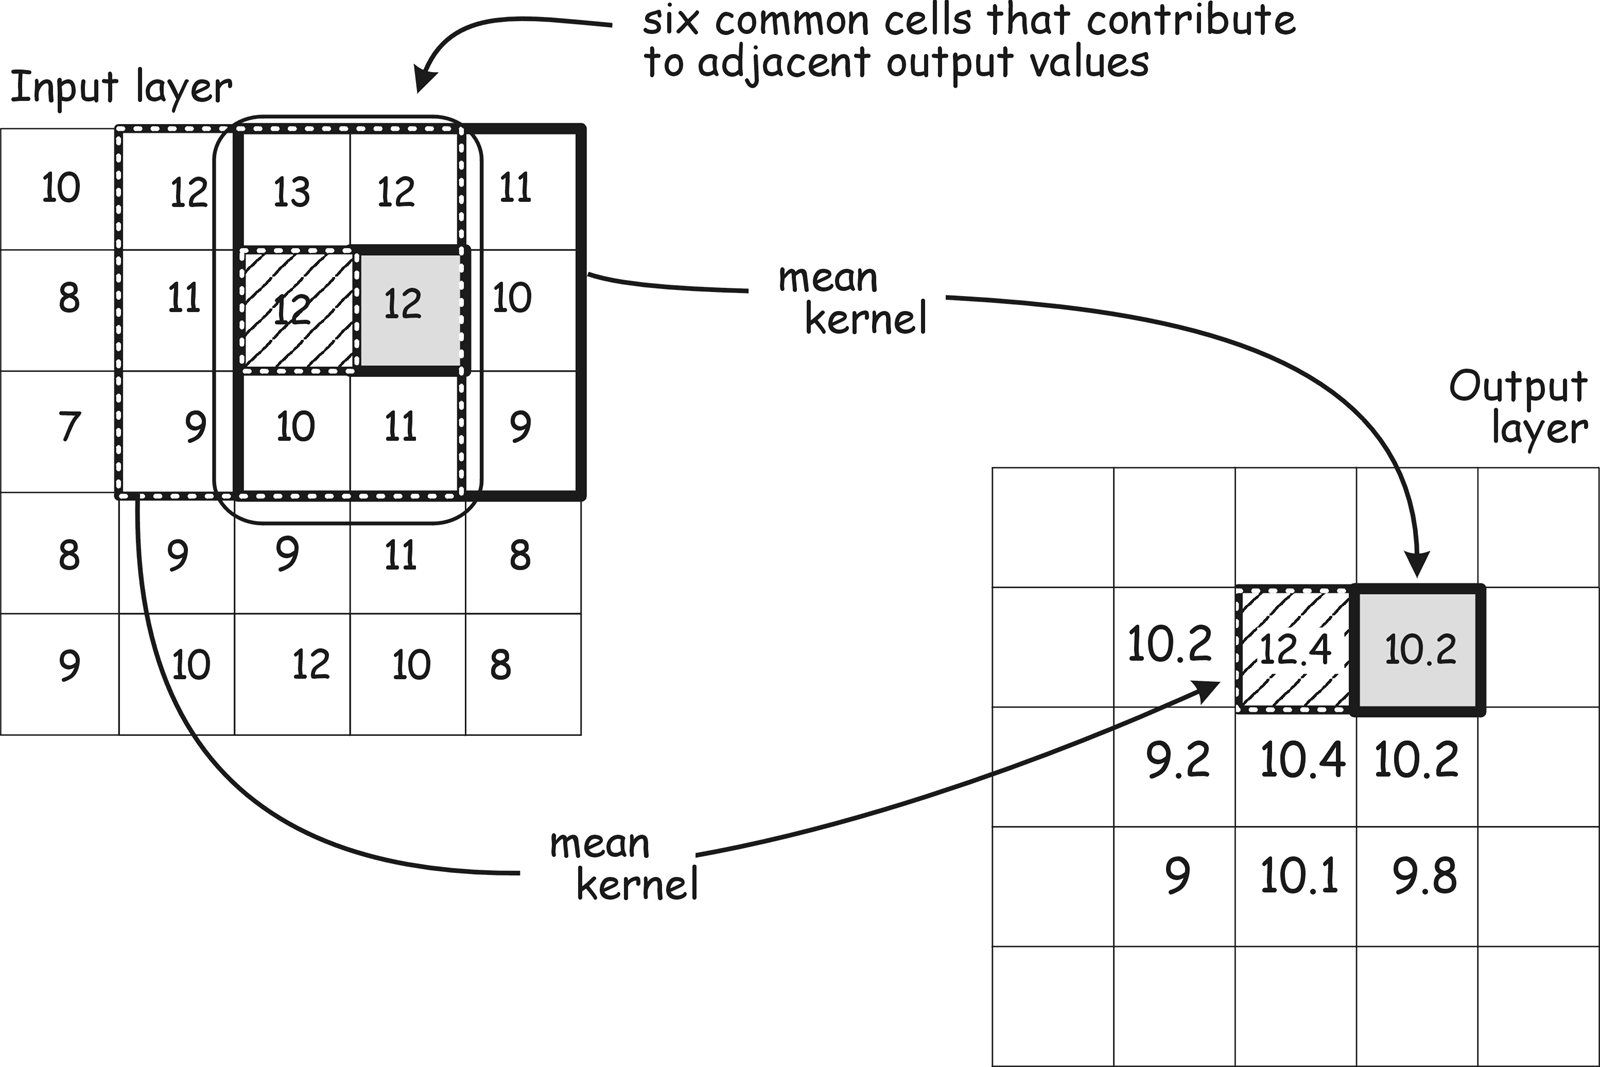 six common cells that contribute
to adjacent output values
Input layer
10 12 13 12 11
8 11 12 12 10
7 9 10 11 9
8 9 9 11 8
9 10 12 10 8
mean
kernel
Output
layer
10.2 12.4 10.2
9.2 10.4 10.2
9 10.1 9.8
mean
kernel